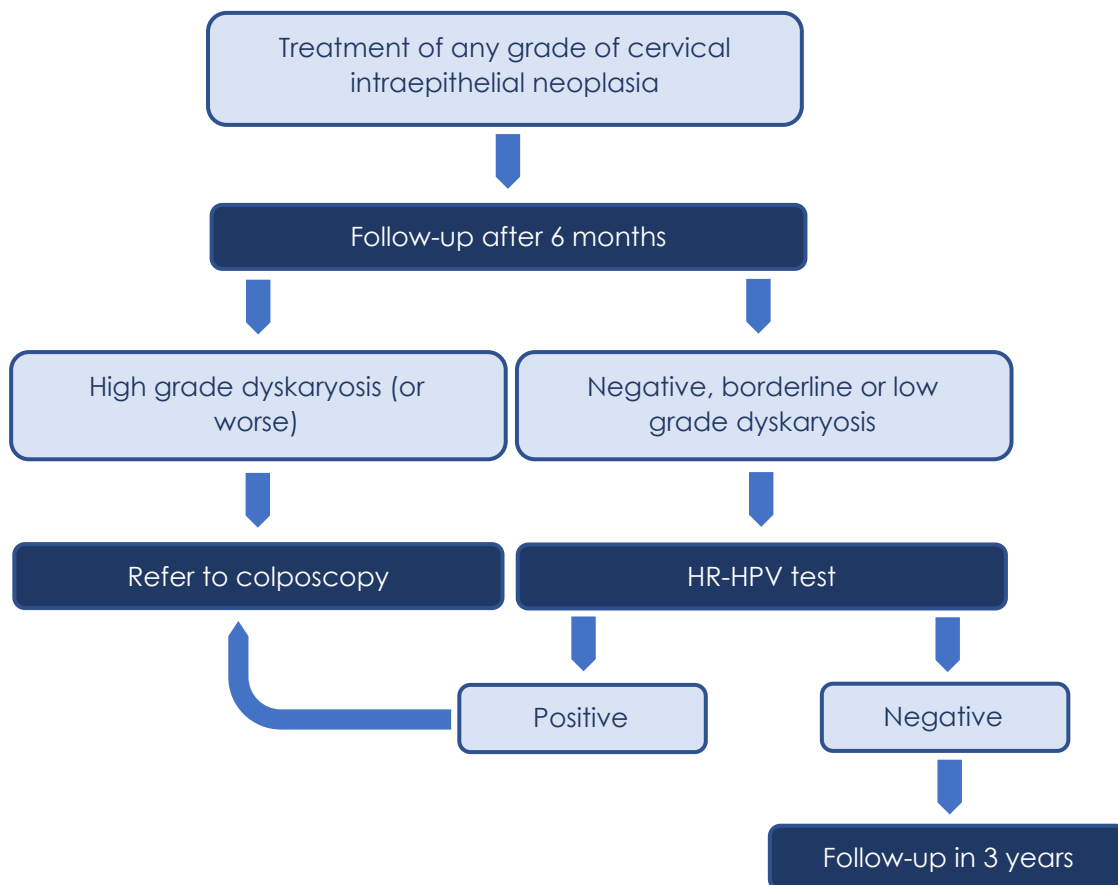 Treatment of any grade of cervical
intraepithelial neoplasia
Follow-up after 6 months
High grade dyskaryosis (or
worse)
Negative, borderline or low
grade dyskaryosis
Refer to colposcopy
HR-HPV test
Positive
Negative
Follow-up in 3 years